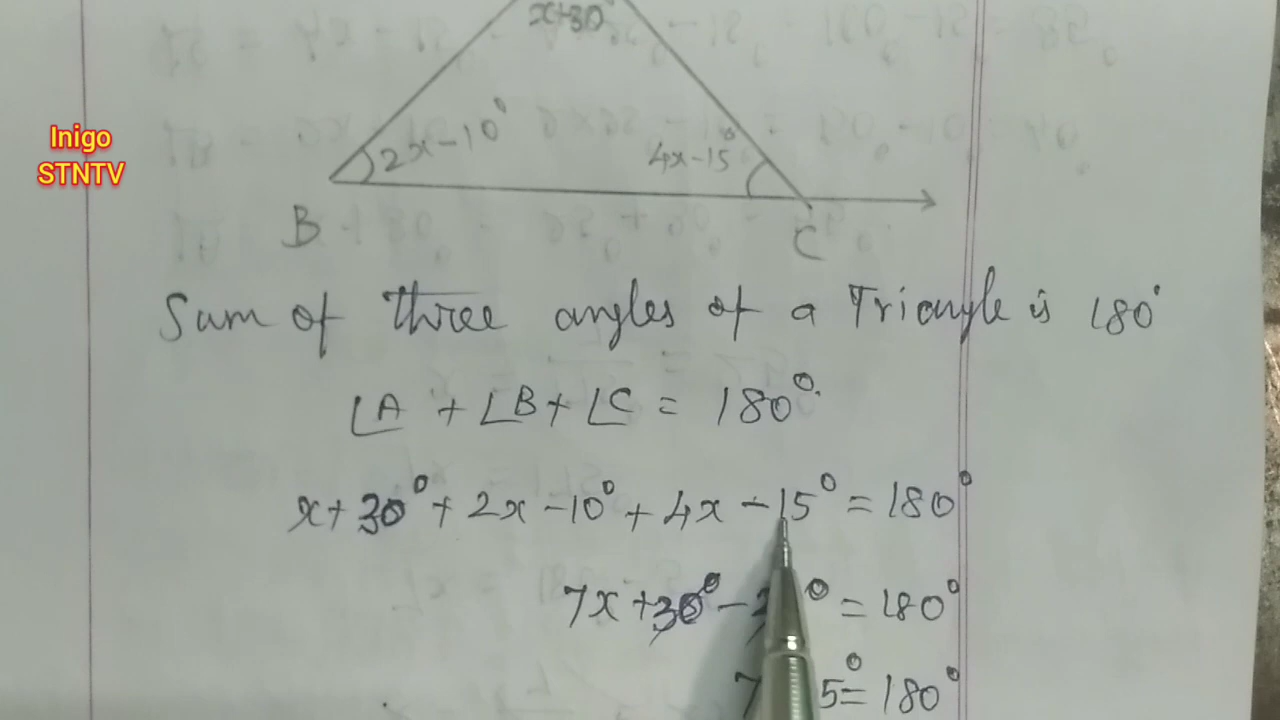 x+30°
Inigo
STNTV
2x-10°
4x-15°
B
C
Sum of three angles of a Triangle is 180°
∠A + ∠B + ∠C = 180°
x+30°+2x-10°+4x-15°=180°
7x+30°- ° = 180°
7 5°=180°